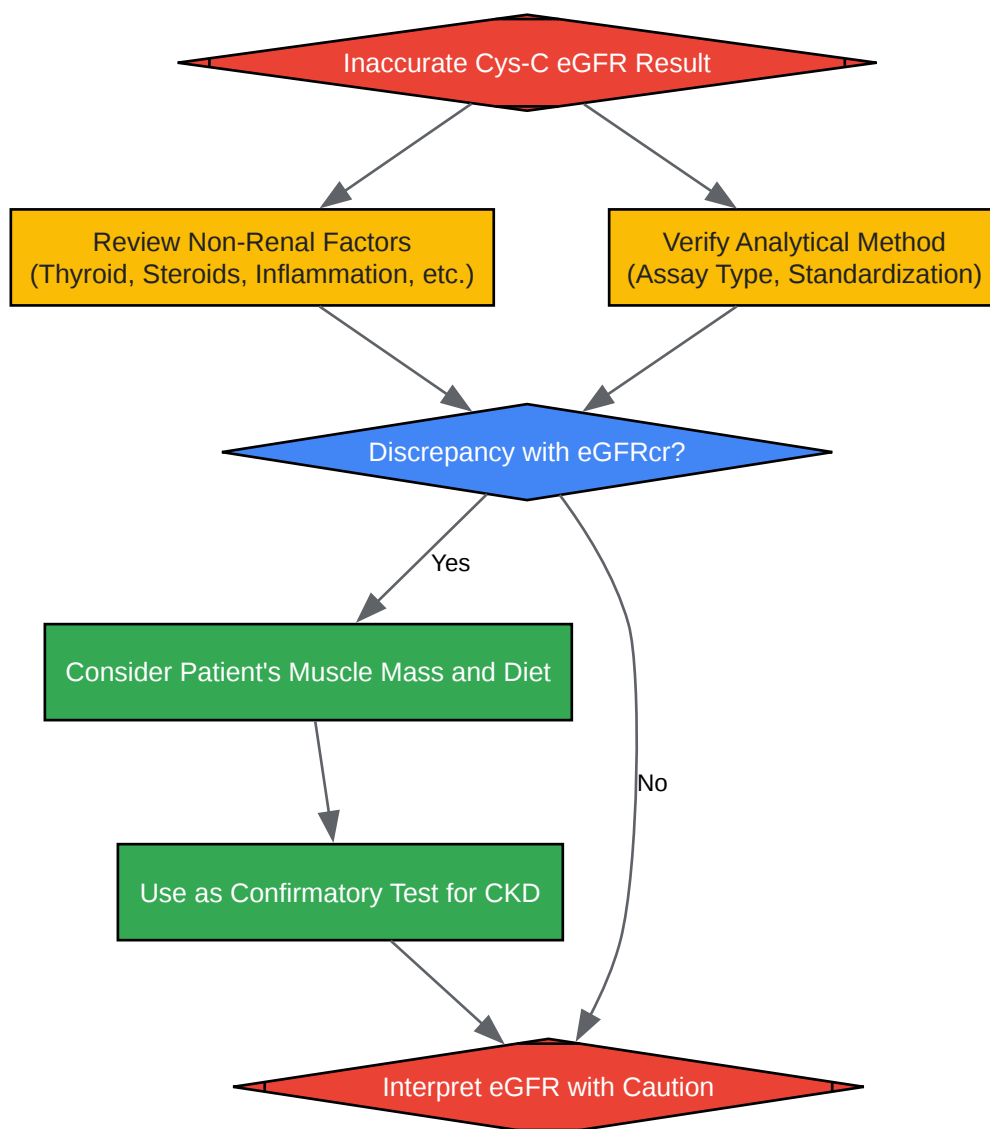 Inaccurate Cys-C eGFR Result
Review Non-Renal Factors
(Thyroid, Steroids, Inflammation, etc.)
Verify Analytical Method
(Assay Type, Standardization)
Discrepancy with eGFRcr?
Yes
Consider Patient's Muscle Mass and Diet
No
Use as Confirmatory Test for CKD
Interpret eGFR with Caution